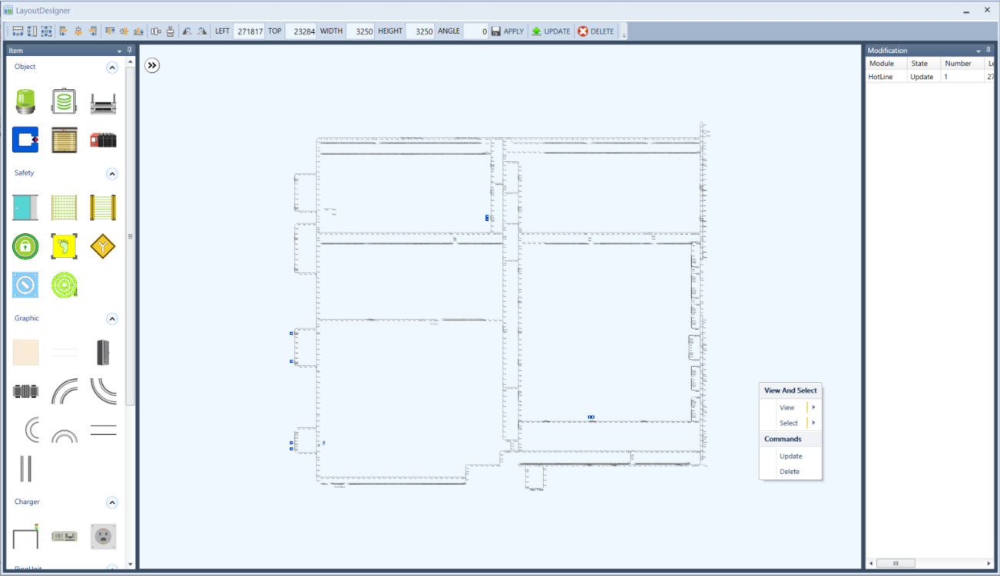 LayoutDesigner
LEFT 271817 TOP 23284 WIDTH 3250 HEIGHT 3250 ANGLE 0 APPLY UPDATE DELETE
Item
Object
Safety
Graphic
Charger
View And Select
View
Select
Commands
Update
Delete
Modification
Module State Number Le
HotLine Update 1 27